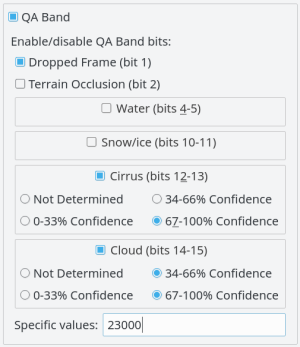 QA Band
Enable/disable QA Band bits:
Dropped Frame (bit 1)
Terrain Occlusion (bit 2)
Water (bits 4-5)
Snow/ice (bits 10-11)
Cirrus (bits 12-13)
Not Determined 34-66% Confidence
0-33% Confidence 67-100% Confidence
Cloud (bits 14-15)
Not Determined 34-66% Confidence
0-33% Confidence 67-100% Confidence
Specific values: 23000